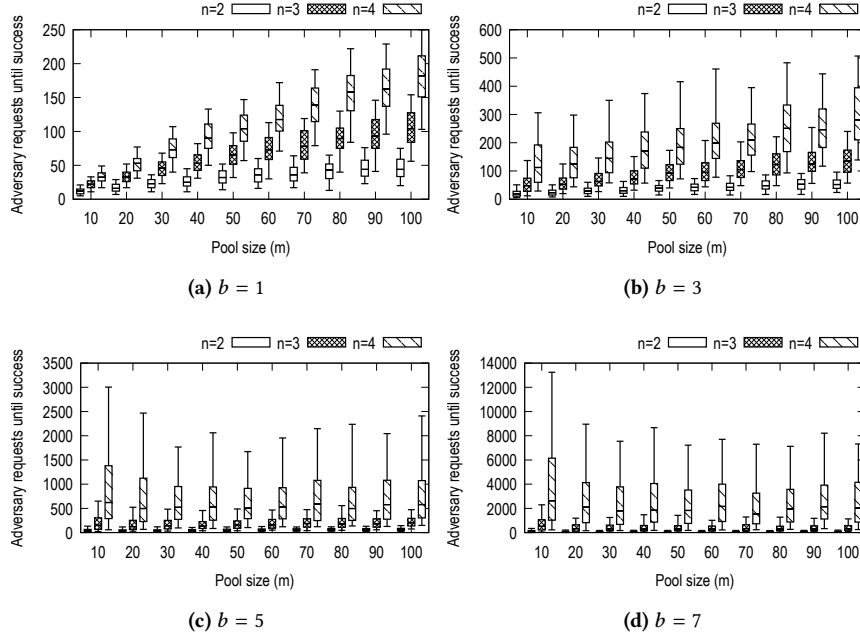 n=2 n=3 n=4
n=2 n=3 n=4
Adversary requests until success
250
200
150
100
50
0
10 20 30 40 50 60 70 80 90 100
Pool size (m)
(a) b = 1
Adversary requests until success
600
500
400
300
200
100
0
10 20 30 40 50 60 70 80 90 100
Pool size (m)
(b) b = 3
n=2 n=3 n=4
Adversary requests until success
3500
3000
2500
2000
1500
1000
500
0
10 20 30 40 50 60 70 80 90 100
Pool size (m)
(c) b = 5
n=2 n=3 n=4
Adversary requests until success
14000
12000
10000
8000
6000
4000
2000
0
10 20 30 40 50 60 70 80 90 100
Pool size (m)
(d) b = 7